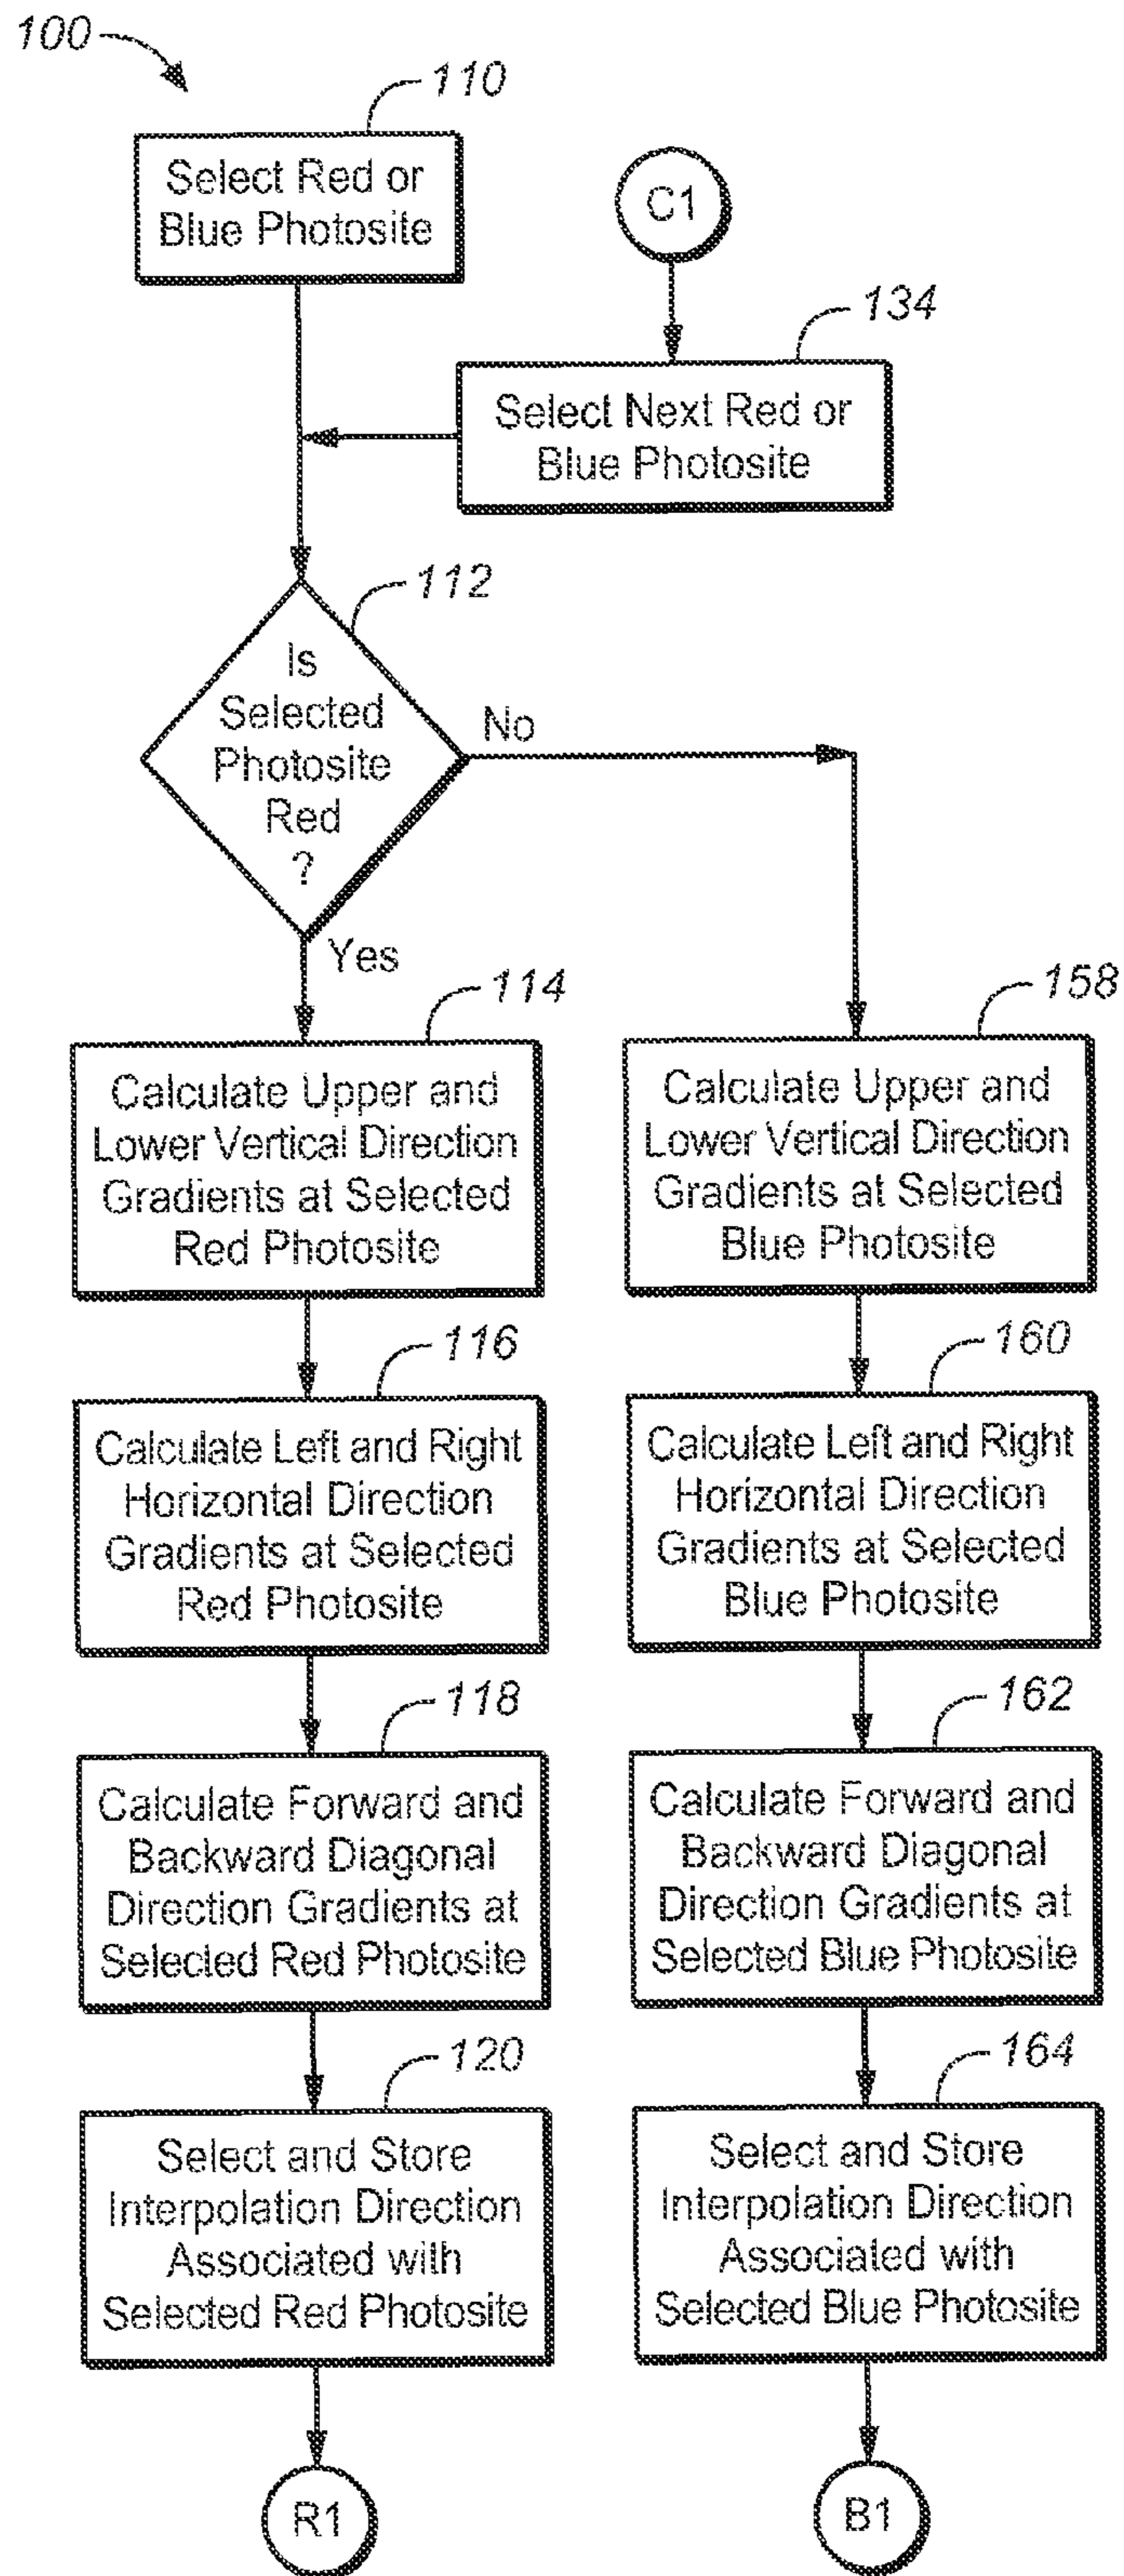 100
110
Select Red or
Blue Photosite
C1
134
Select Next Red or
Blue Photosite
112
Is
Selected
Photosite
Red
?
No
Yes
114
Calculate Upper and
Lower Vertical Direction
Gradients at Selected
Red Photosite
158
Calculate Upper and
Lower Vertical Direction
Gradients at Selected
Blue Photosite
116
Calculate Left and Right
Horizontal Direction
Gradients at Selected
Red Photosite
160
Calculate Left and Right
Horizontal Direction
Gradients at Selected
Blue Photosite
118
Calculate Forward and
Backward Diagonal
Direction Gradients at
Selected Red Photosite
162
Calculate Forward and
Backward Diagonal
Direction Gradients at
Selected Blue Photosite
120
Select and Store
Interpolation Direction
Associated with
Selected Red Photosite
164
Select and Store
Interpolation Direction
Associated with
Selected Blue Photosite
R1
B1